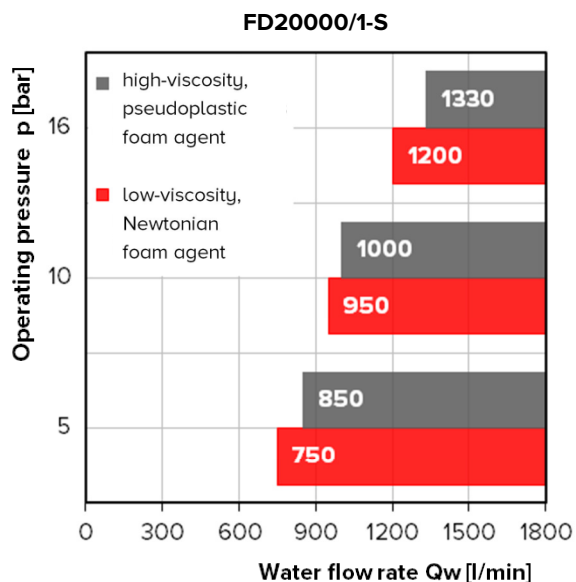 FD20000/1-S
Operating pressure p [bar]
high-viscosity,
pseudoplastic
foam agent
low-viscosity,
Newtonian
foam agent
16
1330
1200
10
1000
950
5
850
750
0 300 600 900 1200 1500 1800
Water flow rate Qw [l/min]